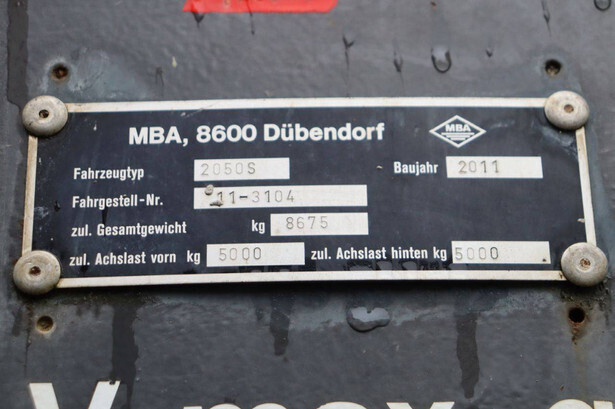 MBA, 8600 Dübendorf
MBA
Fahrzeugtyp 2050S Baujahr 2011
Fahrgestell-Nr. 11-3104
zul. Gesamtgewicht kg 8675
zul. Achslast vorn kg 5000 zul. Achslast hinten kg 5000